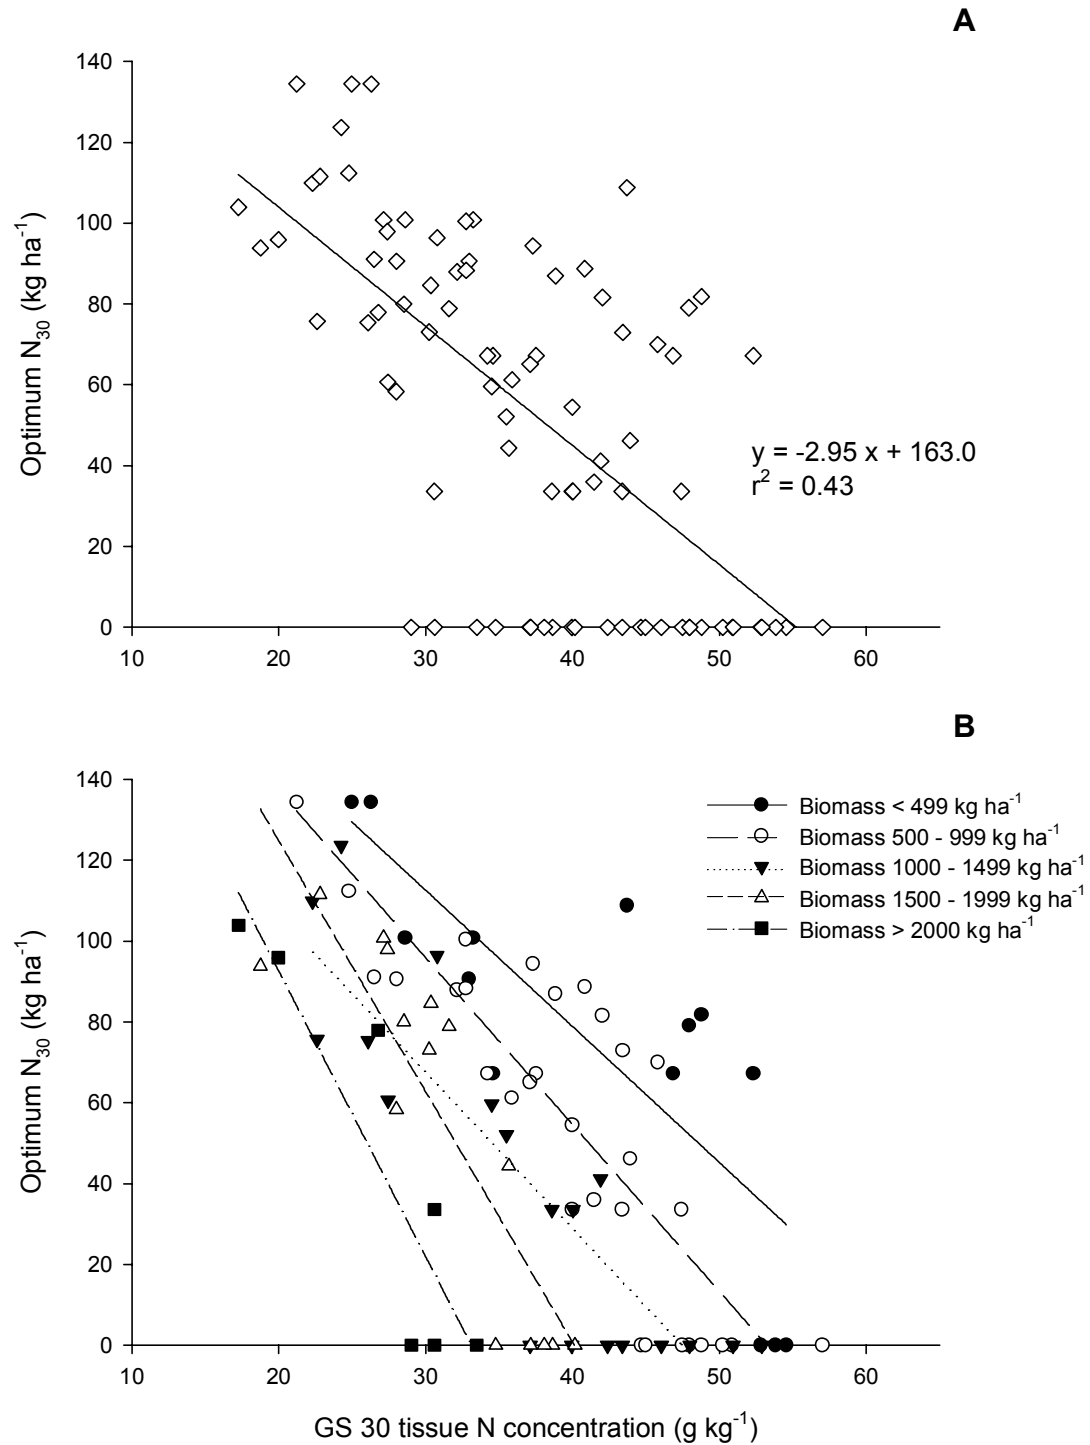 A
140
120
100
80
60
40
20
0
Optimum N30 (kg ha-1)
y = -2.95 x + 163.0
r2 = 0.43
10 20 30 40 50 60
B
140
120
100
80
60
40
20
0
Optimum N30 (kg ha-1)
Biomass < 499 kg ha-1
Biomass 500 - 999 kg ha-1
Biomass 1000 - 1499 kg ha-1
Biomass 1500 - 1999 kg ha-1
Biomass > 2000 kg ha-1
10 20 30 40 50 60
GS 30 tissue N concentration (g kg-1)